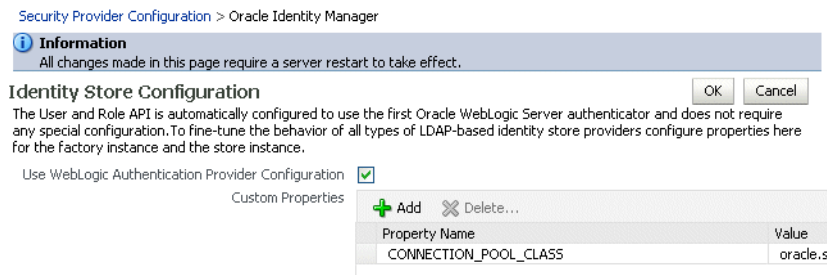 Security Provider Configuration > Oracle Identity Manager
Information
All changes made in this page require a server restart to take effect.
Identity Store Configuration
OK Cancel
The User and Role API is automatically configured to use the first Oracle WebLogic Server authenticator and does not require
any special configuration.To fine-tune the behavior of all types of LDAP-based identity store providers configure properties here
for the factory instance and the store instance.
Use WebLogic Authentication Provider Configuration
Custom Properties
Add Delete...
Property Name Value
CONNECTION_POOL_CLASS oracle.s